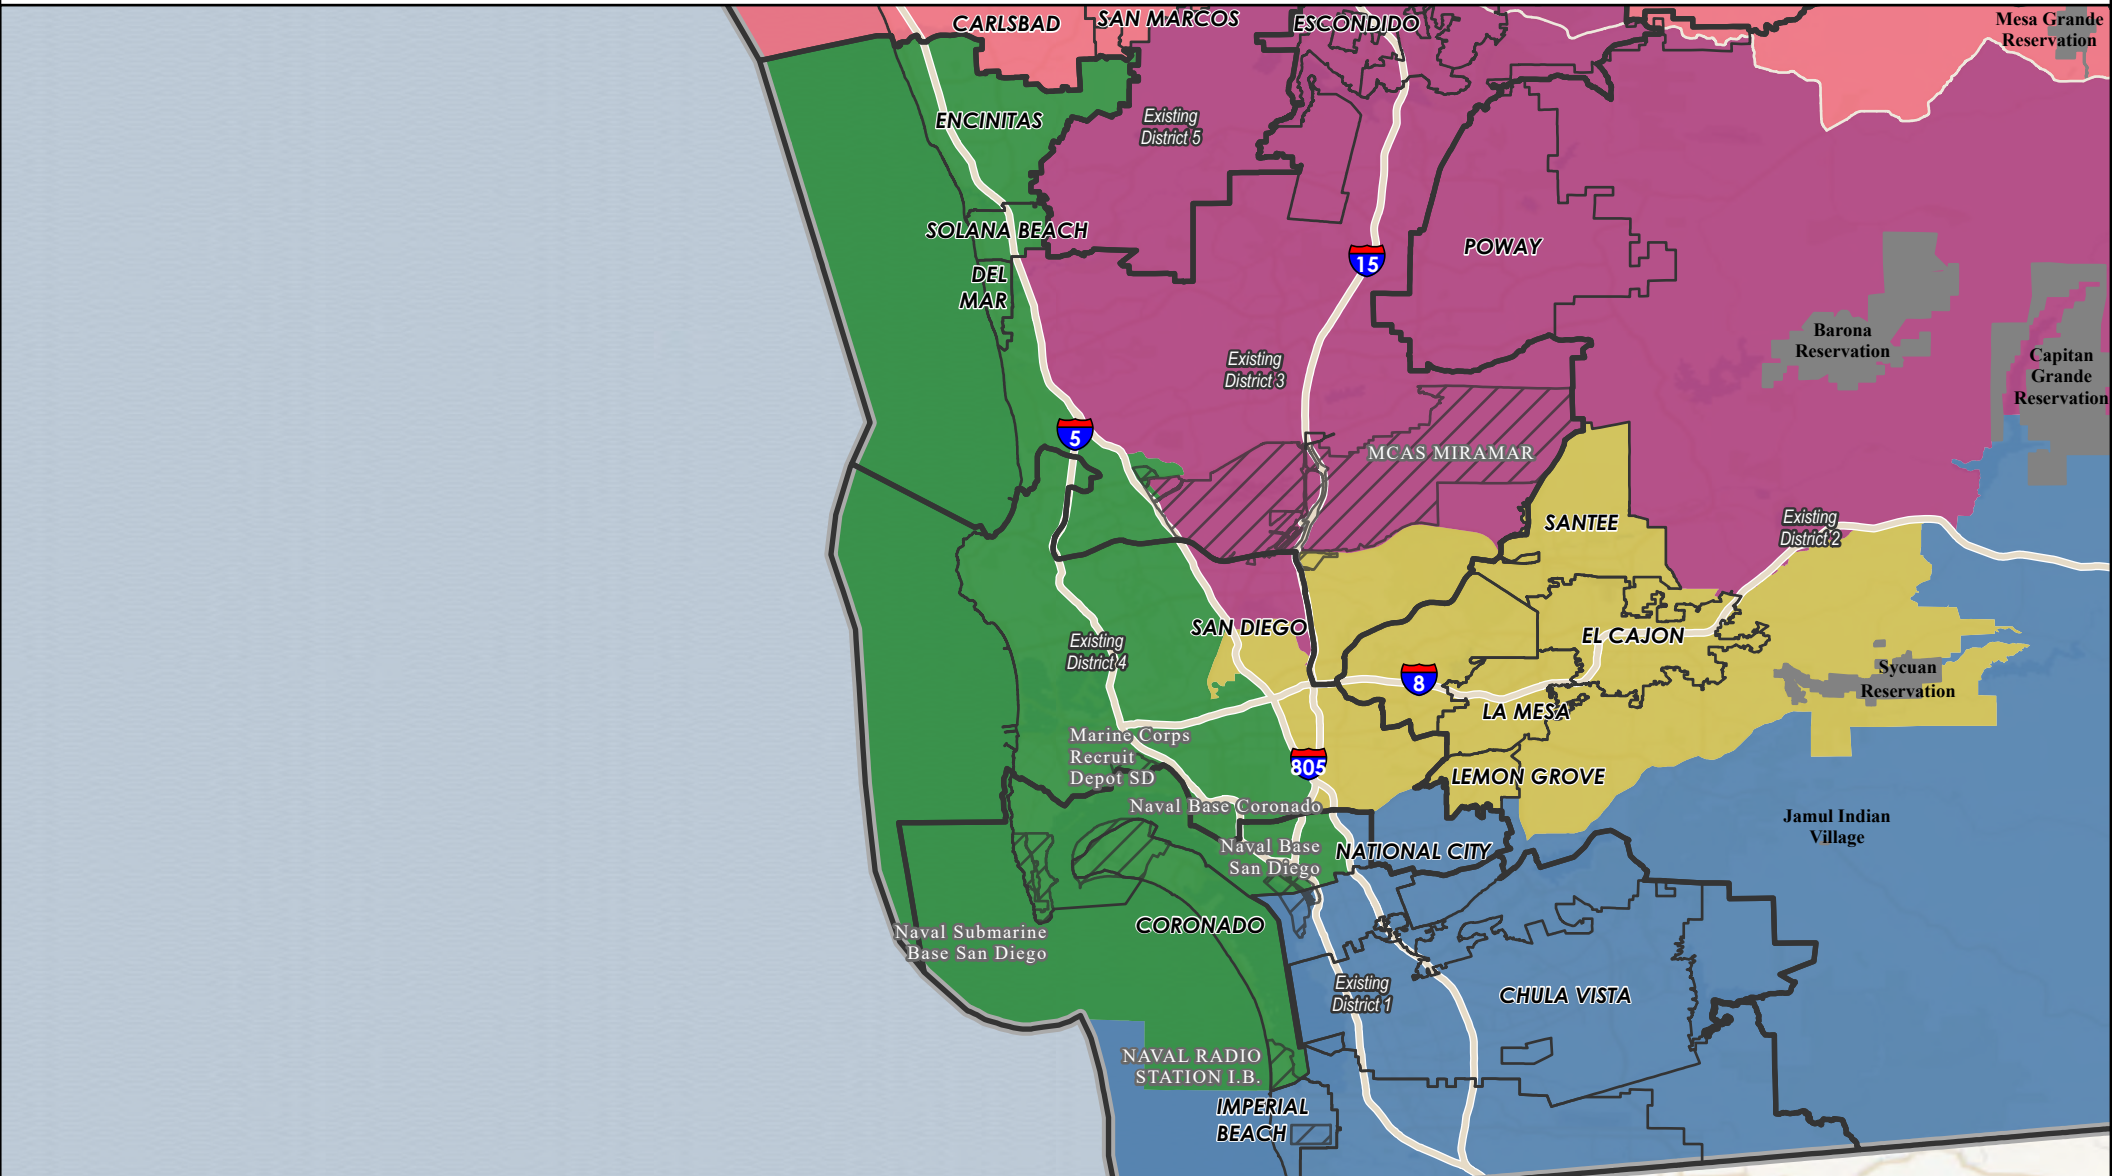 CARLSBAD
SAN MARCOS
ESCONDIDO
Mesa Grande
Reservation
ENCINITAS
Existing
District 5
SOLANA BEACH
DEL
MAR
POWAY
15
Barona
Reservation
Capitan
Grande
Reservation
Existing
District 3
5
MCAS MIRAMAR
SANTEE
Existing
District 2
SAN DIEGO
EL CAJON
Existing
District 4
8
Sycuan
Reservation
LA MESA
Marine Corps
Recruit
Depot SD
805
LEMON GROVE
Naval Base Coronado
Jamul Indian
Village
Naval Base
San Diego
NATIONAL CITY
CORONADO
Naval Submarine
Base San Diego
Existing
District 1
CHULA VISTA
NAVAL RADIO
STATION I.B.
IMPERIAL
BEACH